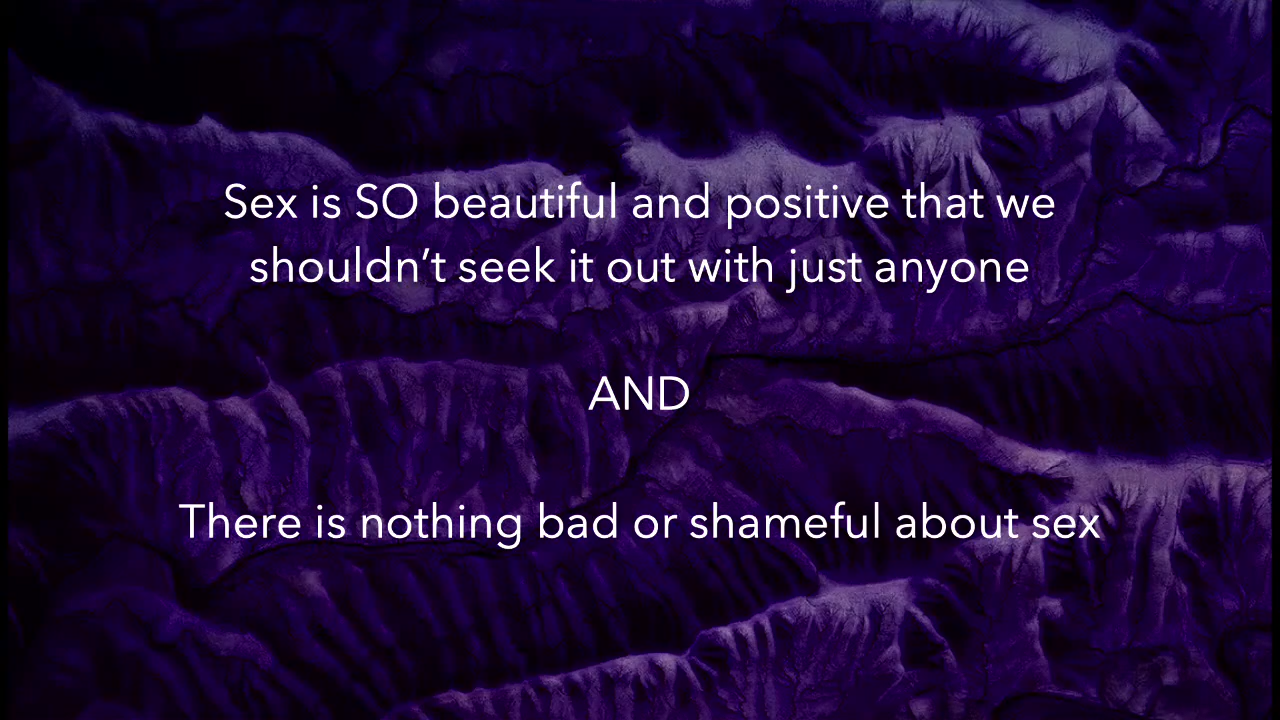 Sex is SO beautiful and positive that we
shouldn’t seek it out with just anyone
AND
There is nothing bad or shameful about sex